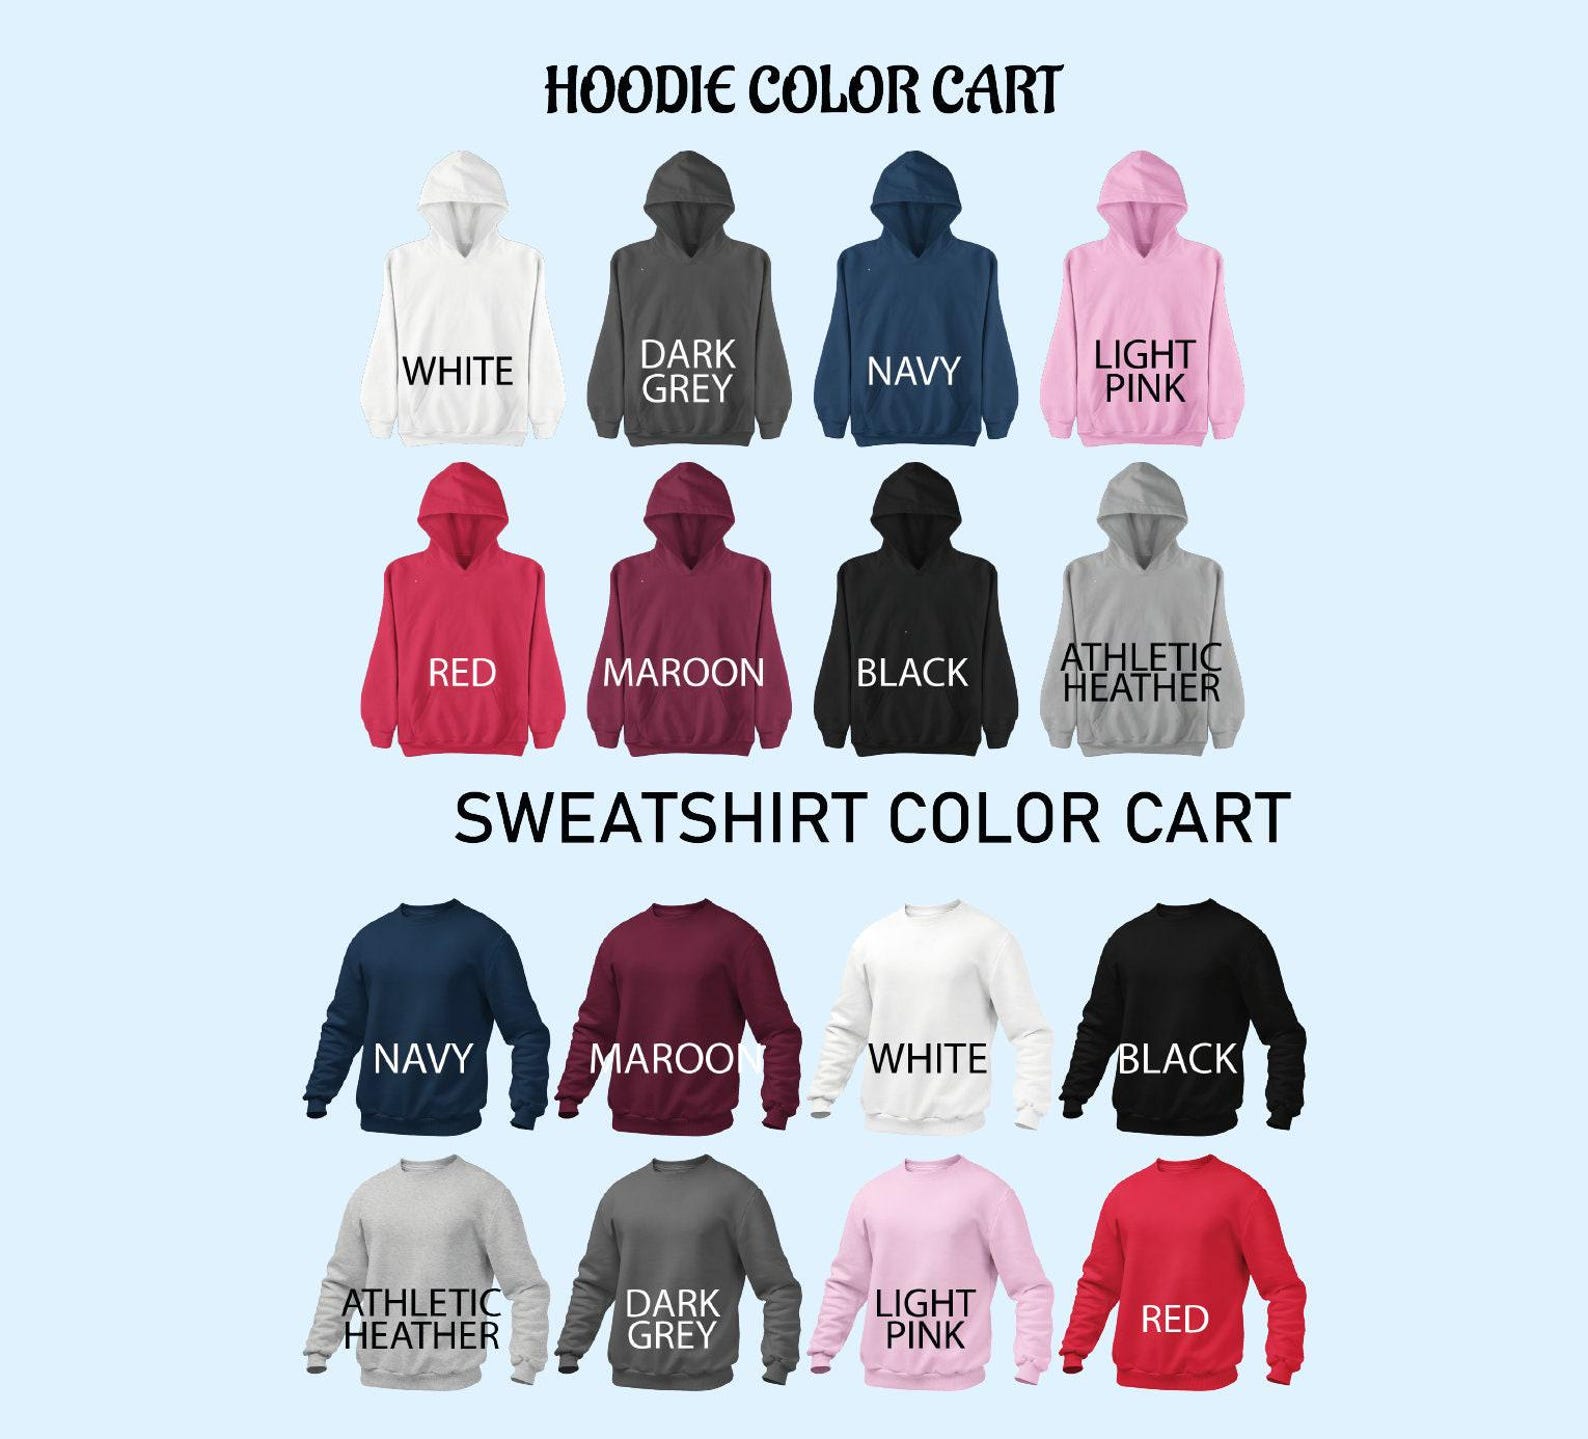 HOODIE COLOR CART
WHITE
DARK
GREY
NAVY
LIGHT
PINK
RED
MAROON
BLACK
ATHLETIC
HEATHER
SWEATSHIRT COLOR CART
NAVY
MAROON
WHITE
BLACK
ATHLETIC
HEATHER
DARK
GREY
LIGHT
PINK
RED